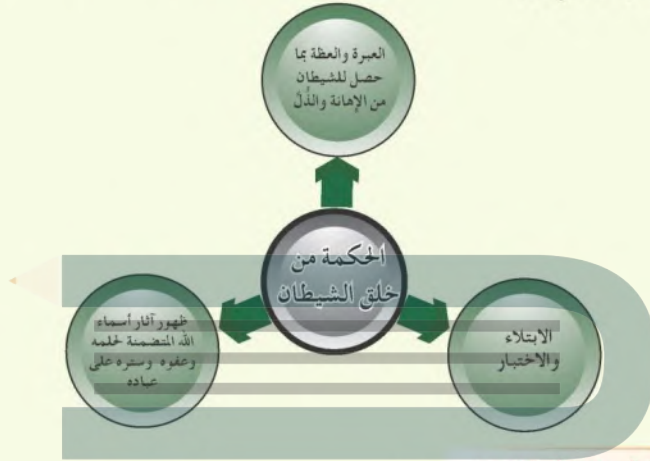 العبرة والعظة بما
حصل للشيطان
من الإهانة والذُّلَّ
الحكمة من
خلق الشيطان
الابتلاء
والاختبار
ظهور آثار أسماء
الله المتضمنة لحلمه
وعفوه وستره على
عباده